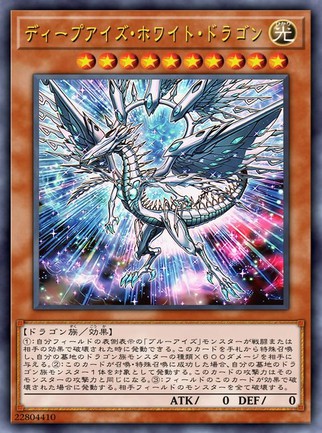 ディープアイズ・ホワイト・ドラゴン
光
【ドラゴン族/効果】
①:自分フィールドの表側表示の「ブルーアイズ」モンスターが戦闘または
相手の効果で破壊された時に発動できる。このカードを手札から特殊召喚
し、自分の墓地のドラゴン族モンスターの種類×600ダメージを相手に
与える。②:このカードが召喚・特殊召喚に成功した場合、自分の墓地のドラ
ゴン族モンスター1体を対象として発動する。このカードの攻撃力はその
モンスターの攻撃力と同じになる。③:フィールドのこのカードが効果で破
壊された場合に発動する。相手フィールドのモンスターを全て破壊する。
ATK/ 0 DEF/ 0
22804410